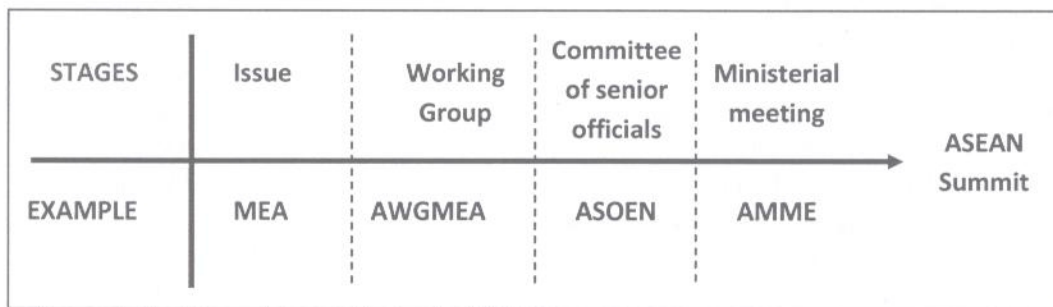 STAGES
Issue
Working
Group
Committee
of senior
officials
Ministerial
meeting
ASEAN
Summit
EXAMPLE
MEA
AWGMEA
ASOEN
AMME